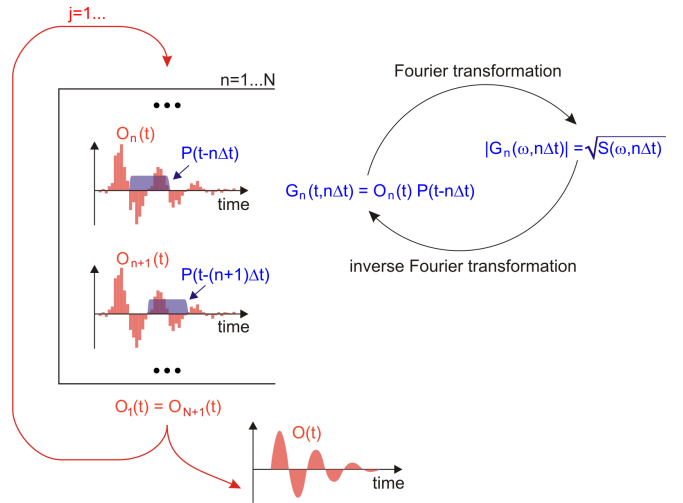 j=1...
n=1...N
•••
Oₙ(t)
P(t-nΔt)
time
Oₙ₊₁(t)
P(t-(n+1)Δt)
time
•••
O₁(t) = O_N+1(t)
O(t)
time
Fourier transformation
|Gₙ(ω,nΔt)| = √S(ω,nΔt)
Gₙ(t,nΔt) = Oₙ(t) P(t-nΔt)
inverse Fourier transformation